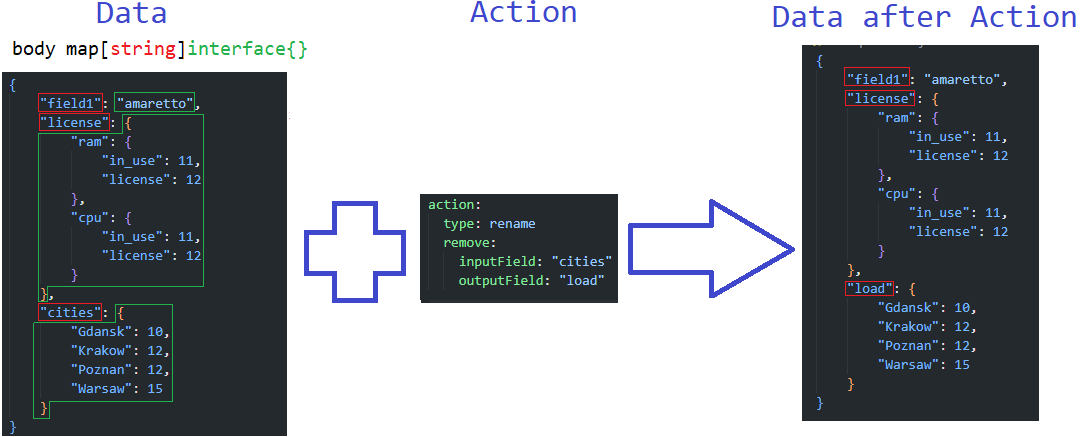 Data
body map[string]interface{}
{
    "field1": "amaretto",
    "license": {
        "ram": {
            "in_use": 11,
            "license": 12
        },
        "cpu": {
            "in_use": 11,
            "license": 12
        }
    },
    "cities": {
        "Gdansk": 10,
        "Krakow": 12,
        "Poznan": 12,
        "Warsaw": 15
    }
}
Action
action:
  type: rename
  remove:
    inputField: "cities"
    outputField: "load"
Data after Action
{
    "field1": "amaretto",
    "license": {
        "ram": {
            "in_use": 11,
            "license": 12
        },
        "cpu": {
            "in_use": 11,
            "license": 12
        }
    },
    "load": {
        "Gdansk": 10,
        "Krakow": 12,
        "Poznan": 12,
        "Warsaw": 15
    }
}